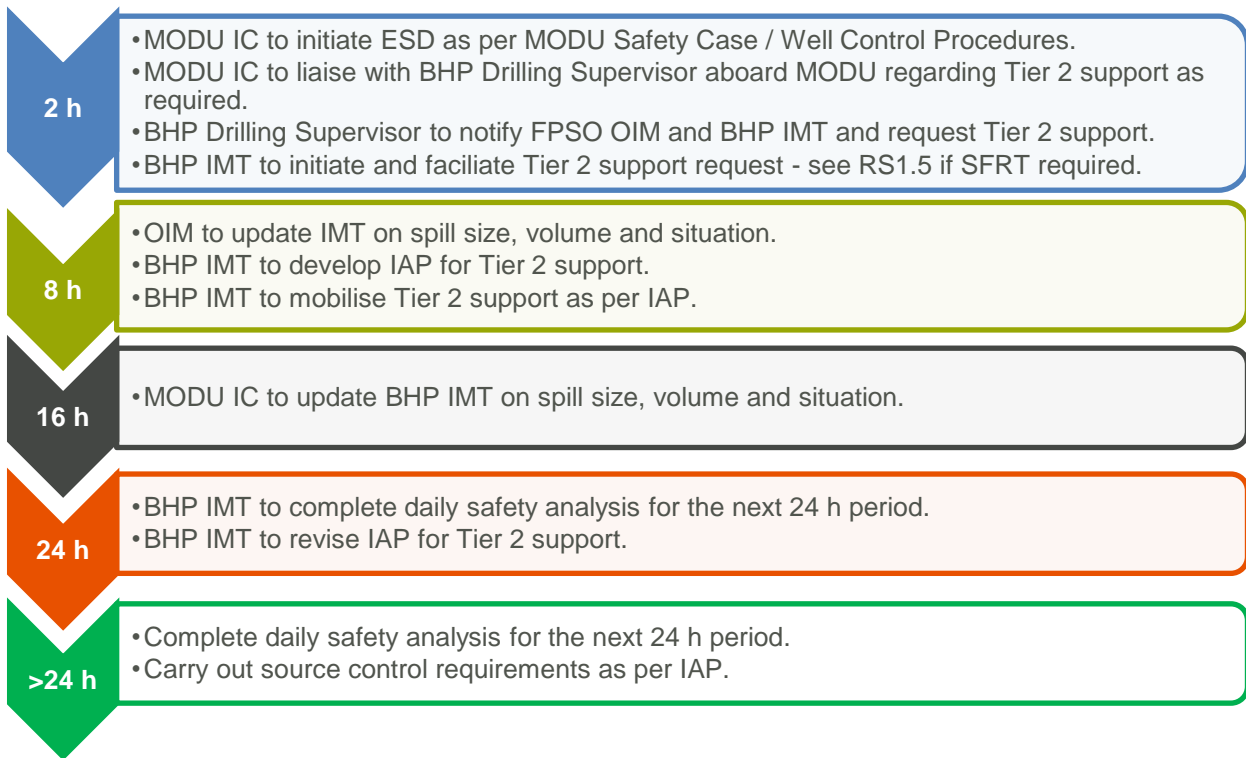 2 h
•MODU IC to initiate ESD as per MODU Safety Case / Well Control Procedures.
•MODU IC to liaise with BHP Drilling Supervisor aboard MODU regarding Tier 2 support as
required.
•BHP Drilling Supervisor to notify FPSO OIM and BHP IMT and request Tier 2 support.
•BHP IMT to initiate and faciliate Tier 2 support request - see RS1.5 if SFRT required.
8 h
•OIM to update IMT on spill size, volume and situation.
•BHP IMT to develop IAP for Tier 2 support.
•BHP IMT to mobilise Tier 2 support as per IAP.
16 h
•MODU IC to update BHP IMT on spill size, volume and situation.
24 h
•BHP IMT to complete daily safety analysis for the next 24 h period.
•BHP IMT to revise IAP for Tier 2 support.
>24 h
•Complete daily safety analysis for the next 24 h period.
•Carry out source control requirements as per IAP.